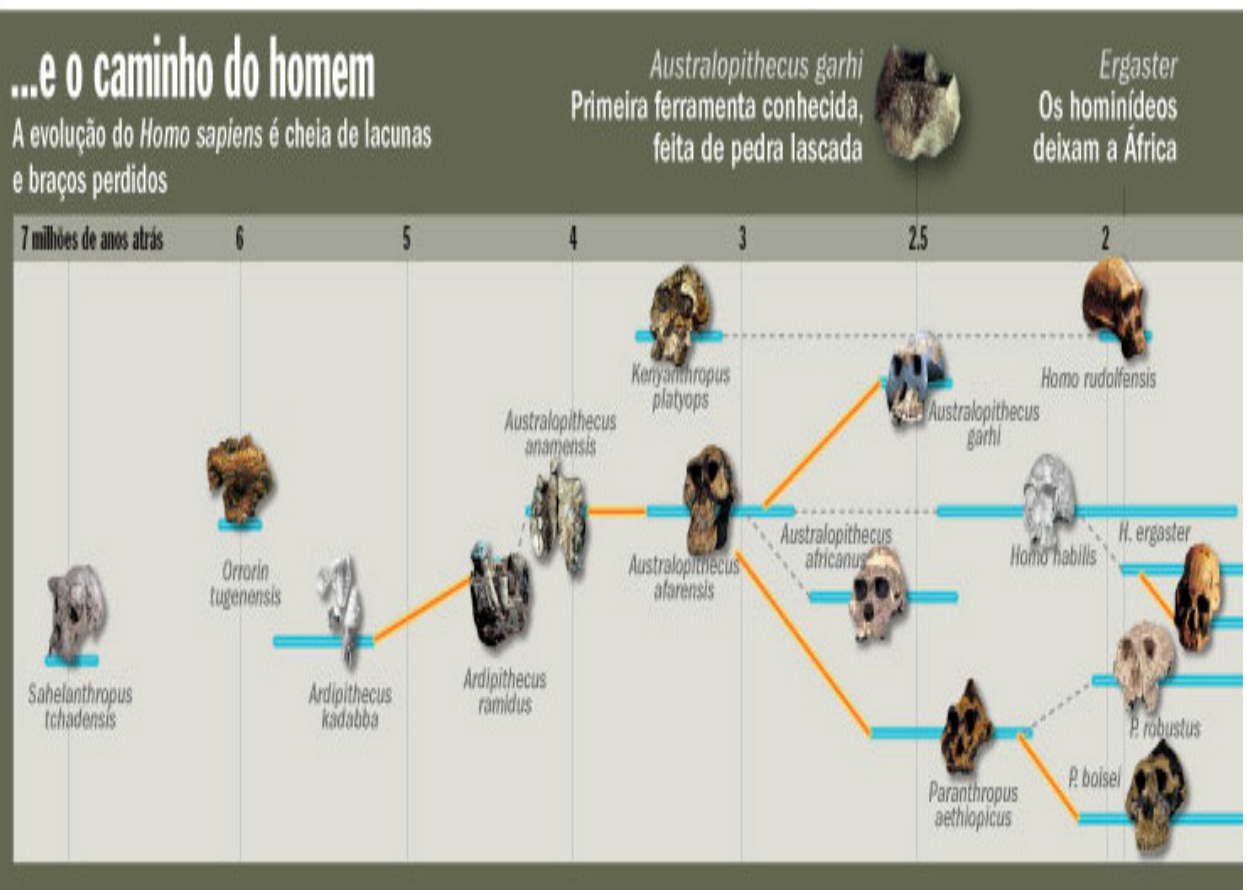 ...e o caminho do homem
A evolução do Homo sapiens é cheia de lacunas
e braços perdidos
Australopithecus garhi
Primeira ferramenta conhecida,
feita de pedra lascada
Ergaster
Os hominídeos
deixam a África
7 milhões de anos atrás 6 5 4 3 2.5 2
Kenyanthropus
platyops
Homo rudolfensis
Australopithecus
garhi
Australopithecus
anamensis
Australopithecus
africanus
Homo habilis
H. ergaster
Australopithecus
afarensis
Orrorin
tugenensis
Sahelanthropus
tchadensis
Ardipithecus
kadabba
Ardipithecus
ramidus
P. robustus
P. boisei
Paranthropus
aethiopicus